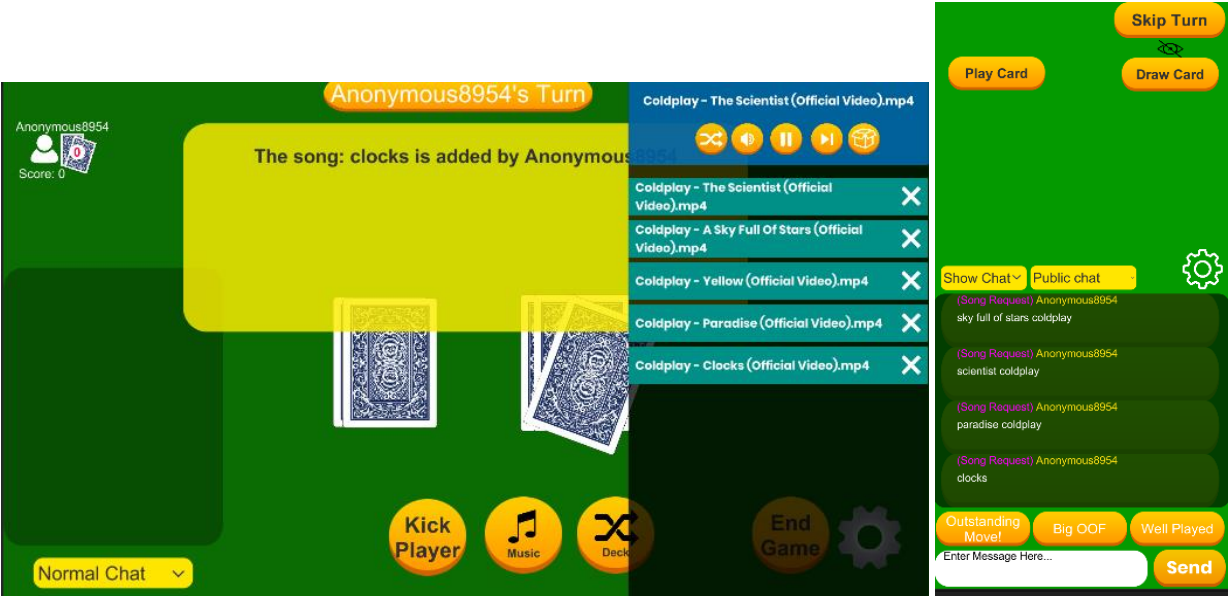 Anonymous8954's Turn
Anonymous8954
0
Score: 0
The song: clocks is added by Anonymous8954
Coldplay - The Scientist (Official Video).mp4
Coldplay - The Scientist (Official
Video).mp4
Coldplay - A Sky Full Of Stars (Official
Video).mp4
Coldplay - Yellow (Official Video).mp4
Coldplay - Paradise (Official Video).mp4
Coldplay - Clocks (Official Video).mp4
Kick
Player
Music
Deck
End
Game
Normal Chat
Skip Turn
Play Card
Draw Card
Show Chat
Public chat
(Song Request) Anonymous8954
sky full of stars coldplay
(Song Request) Anonymous8954
scientist coldplay
(Song Request) Anonymous8954
paradise coldplay
(Song Request) Anonymous8954
clocks
Outstanding
Move!
Big OOF
Well Played
Enter Message Here...
Send